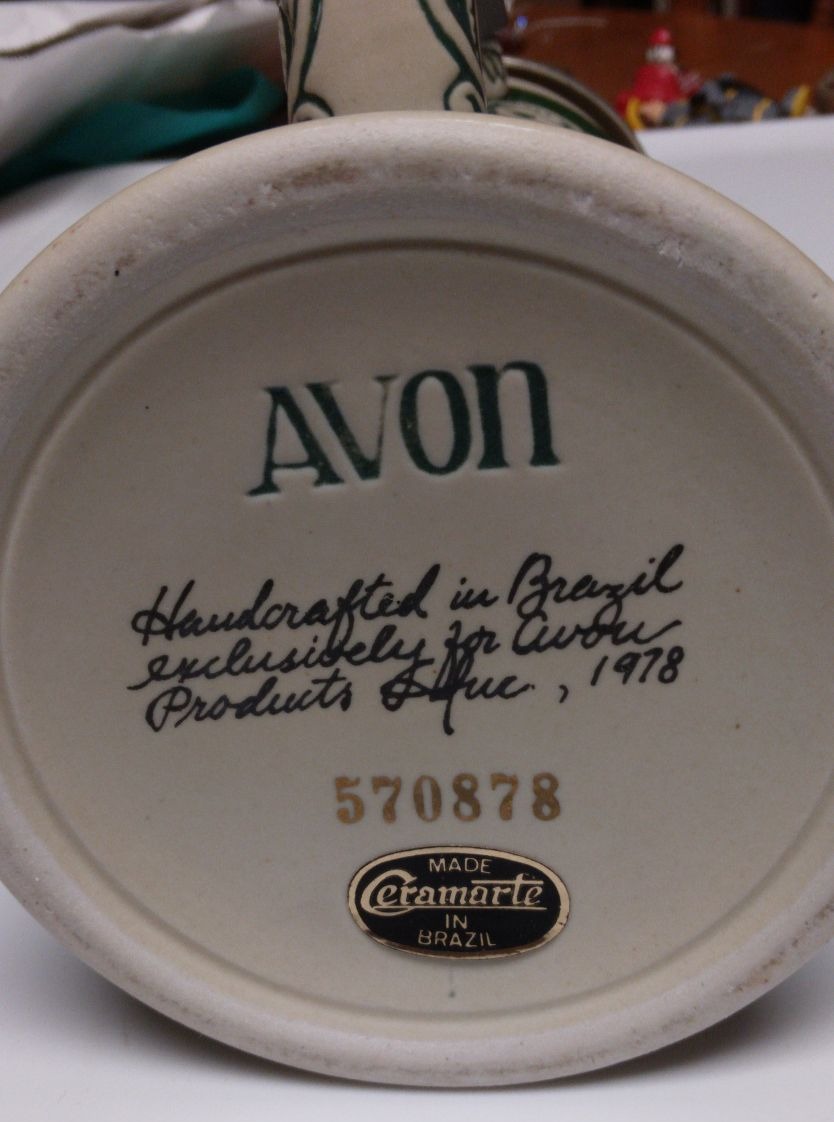 AVON
Handcrafted in Brazil
exclusively for Avon
Products Inc., 1978
570878
MADE
Ceramarte
IN
BRAZIL